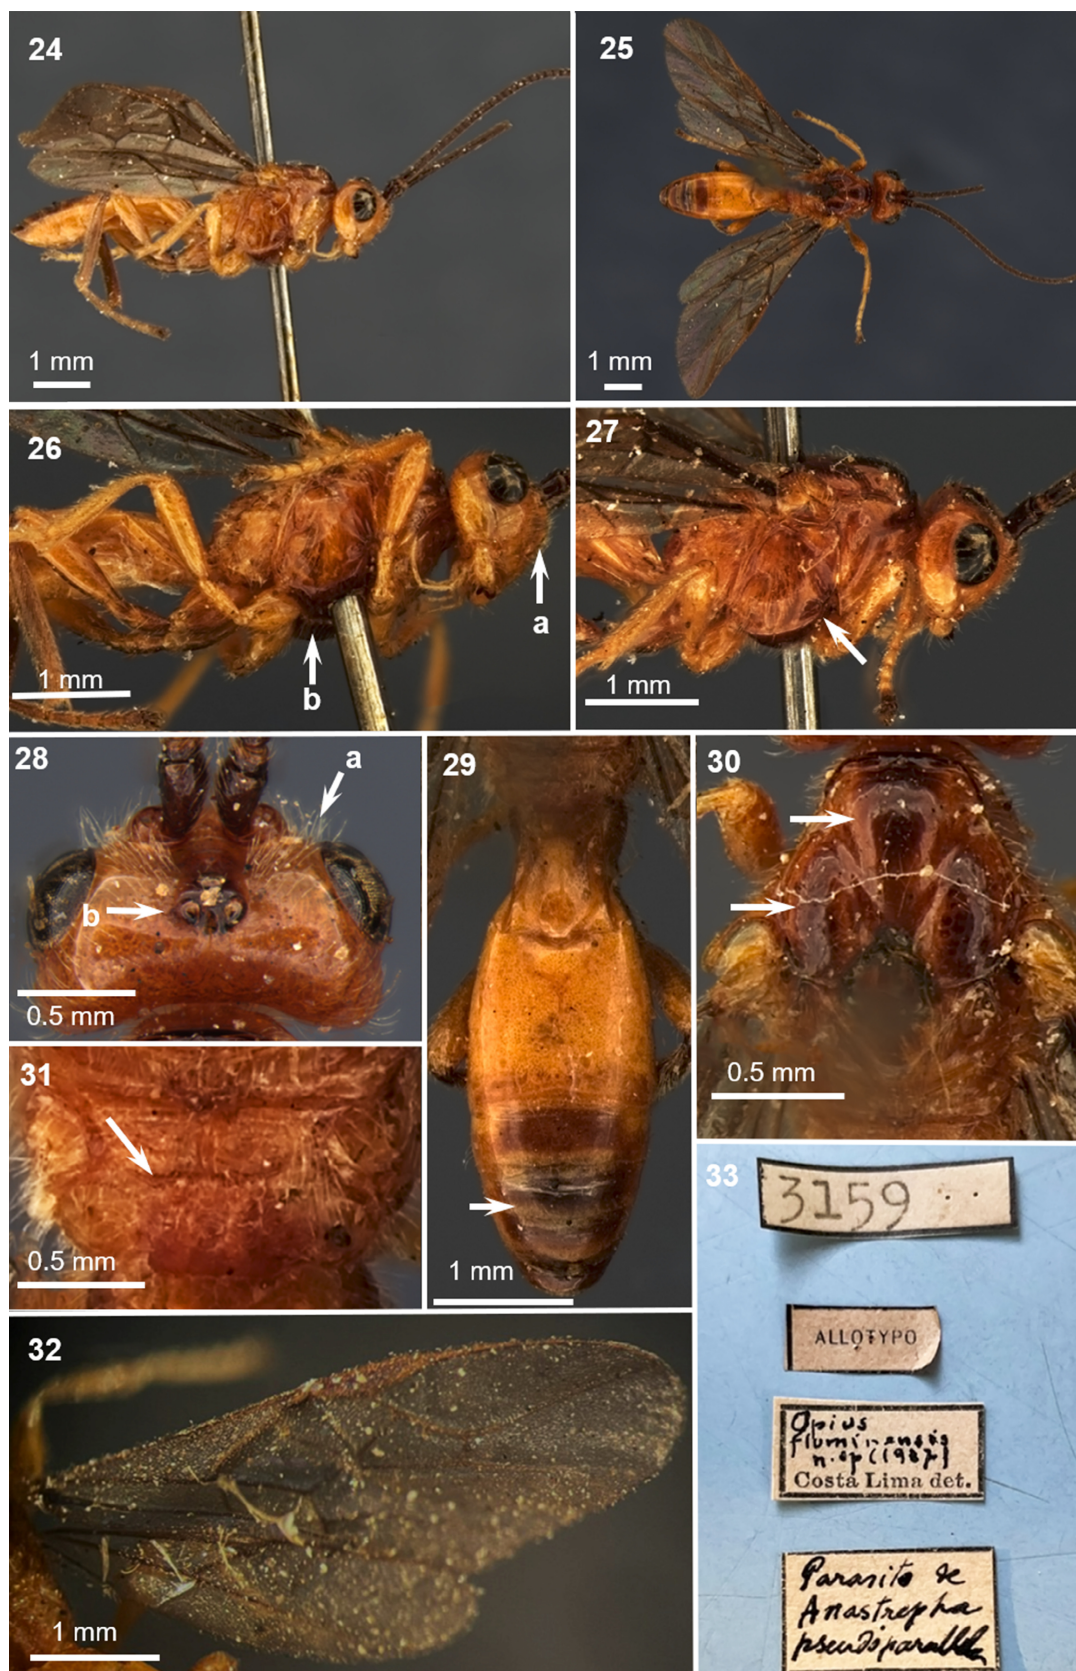 24
1 mm
25
1 mm
26
a
b
1 mm
27
1 mm
28
a
b
0.5 mm
29
1 mm
30
0.5 mm
31
0.5 mm
32
1 mm
33
3159 . .
ALLOTYPO
Opius
fluminensis
n.sp (1937)
Costa Lima det.
Parasito de
Anastrepha
pseudoparallela